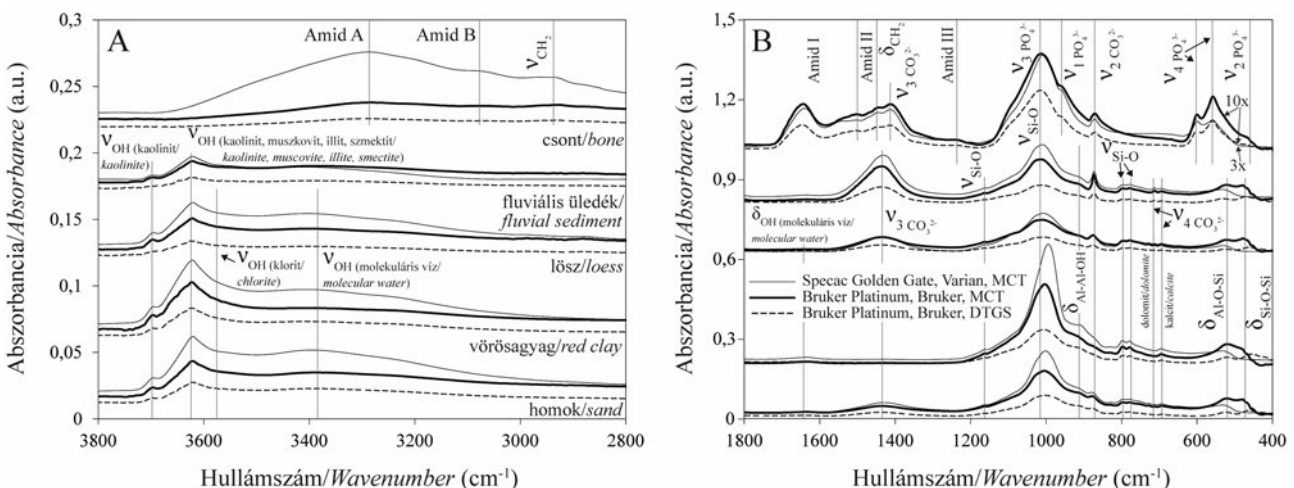 A
Amid A
Amid B
νCH₂
νOH (kaolinit/
kaolinite)
νOH (kaolinit, muszkovit, illit, szmektit/
kaolinite, muscovite, illite, smectite)
csont/bone
fluviális üledék/
fluvial sediment
νOH (klorit/
chlorite)
νOH (molekuláris víz/
molecular water)
lösz/loess
vörösagyag/red clay
homok/sand
0,3
0,25
0,2
0,15
0,1
0,05
0
3800
3600
3400
3200
3000
2800
Abszorbancia/Absorbance (a.u.)
Hullámszám/Wavenumber (cm⁻¹)
B
Amid I
Amid II
δCH₂
ν₃ CO₃²⁻
Amid III
ν₃ PO₄³⁻
ν₁ PO₄³⁻
ν₂ CO₃²⁻
ν₄ PO₄³⁻
ν₂ PO₄³⁻
10x
3x
νSi-O
νSi-O
νSi-O
δOH (molekuláris víz/
molecular water)
ν₃ CO₃²⁻
ν₄ CO₃²⁻
Specac Golden Gate, Varian, MCT
Bruker Platinum, Bruker, MCT
Bruker Platinum, Bruker, DTGS
δAl-Al-OH
dolomit/dolomite
kalcit/calcite
δAl-O-Si
δSi-O-Si
1,5
1,2
0,9
0,6
0,3
0
1800
1600
1400
1200
1000
800
600
400
Abszorbancia/Absorbance (a.u.)
Hullámszám/Wavenumber (cm⁻¹)